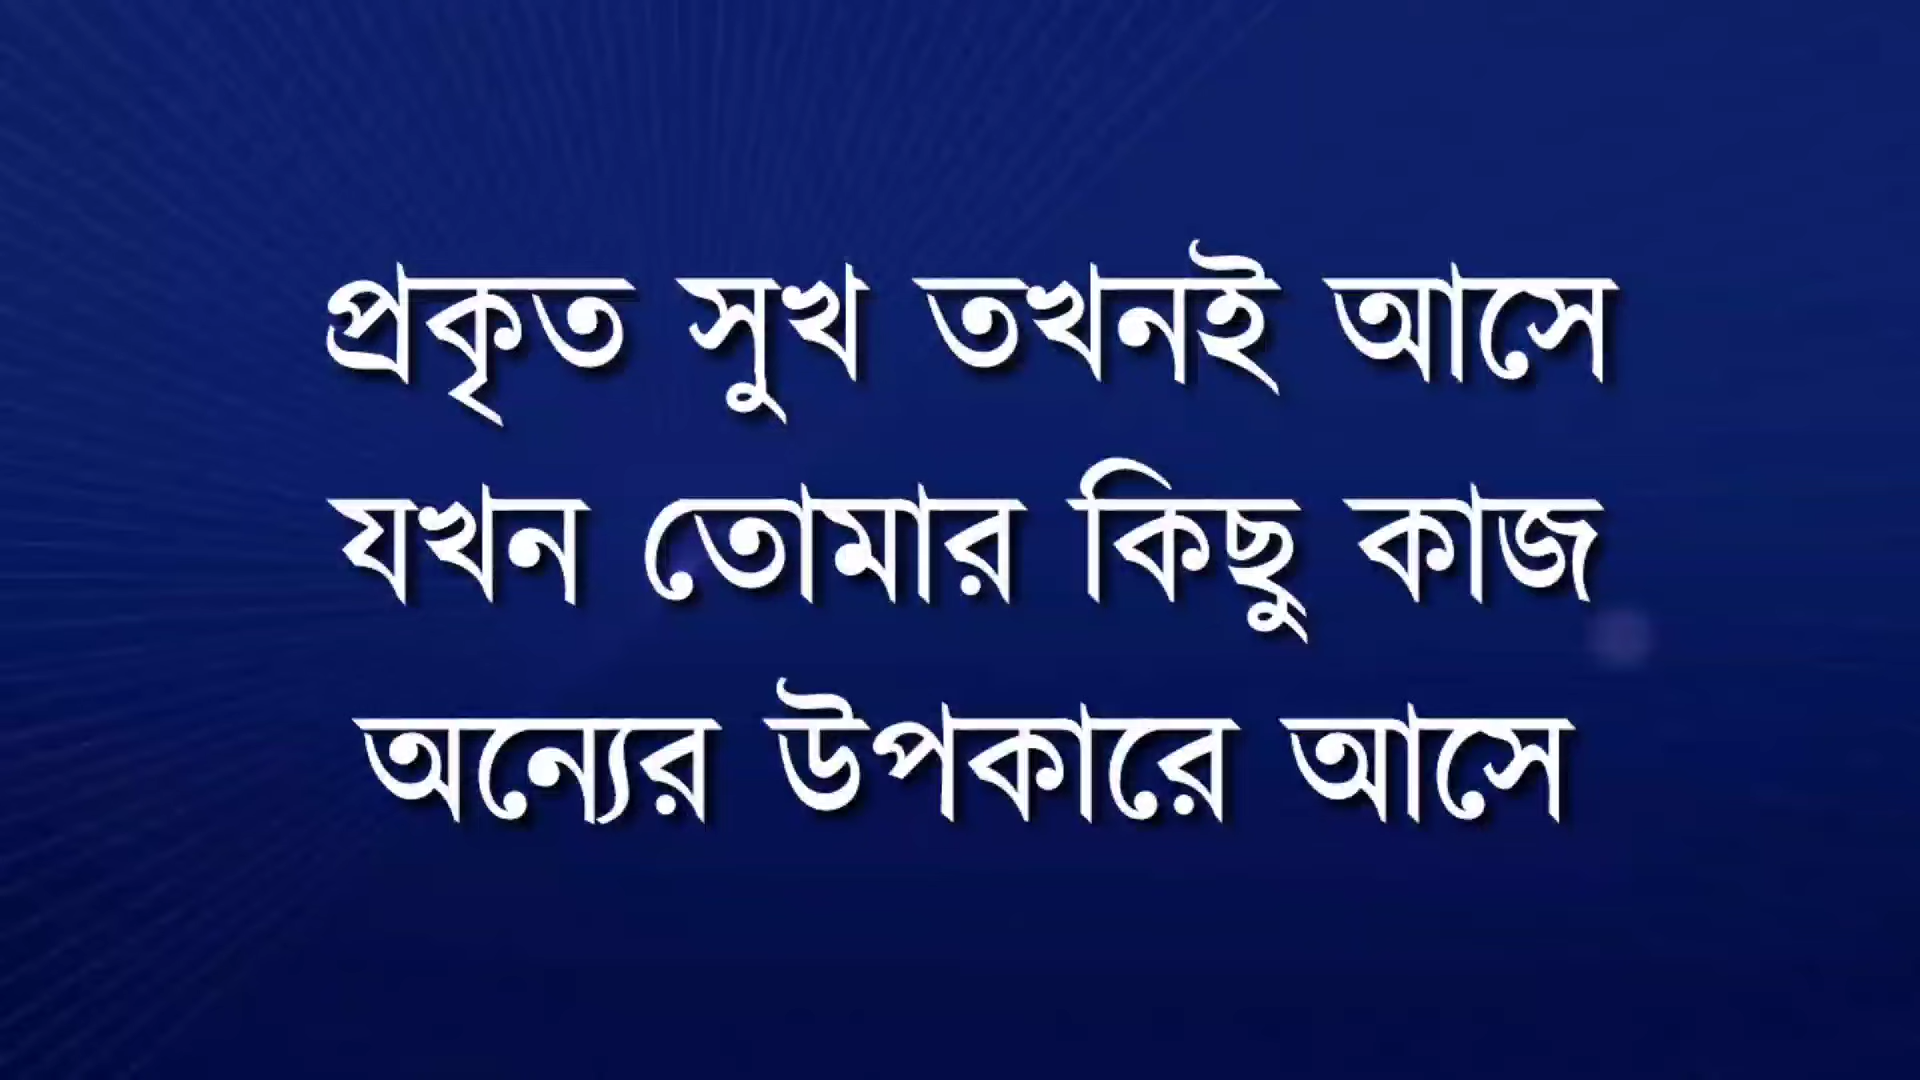 প্রকৃত সুখ তখনই আসে
যখন তোমার কিছু কাজ
অন্যের উপকারে আসে